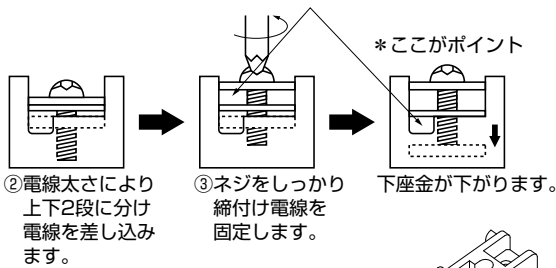 ＊ここがポイント
②電線太さにより
上下2段に分け
電線を差し込み
ます。
③ネジをしっかり
締付け電線を
固定します。
下座金が下がります。